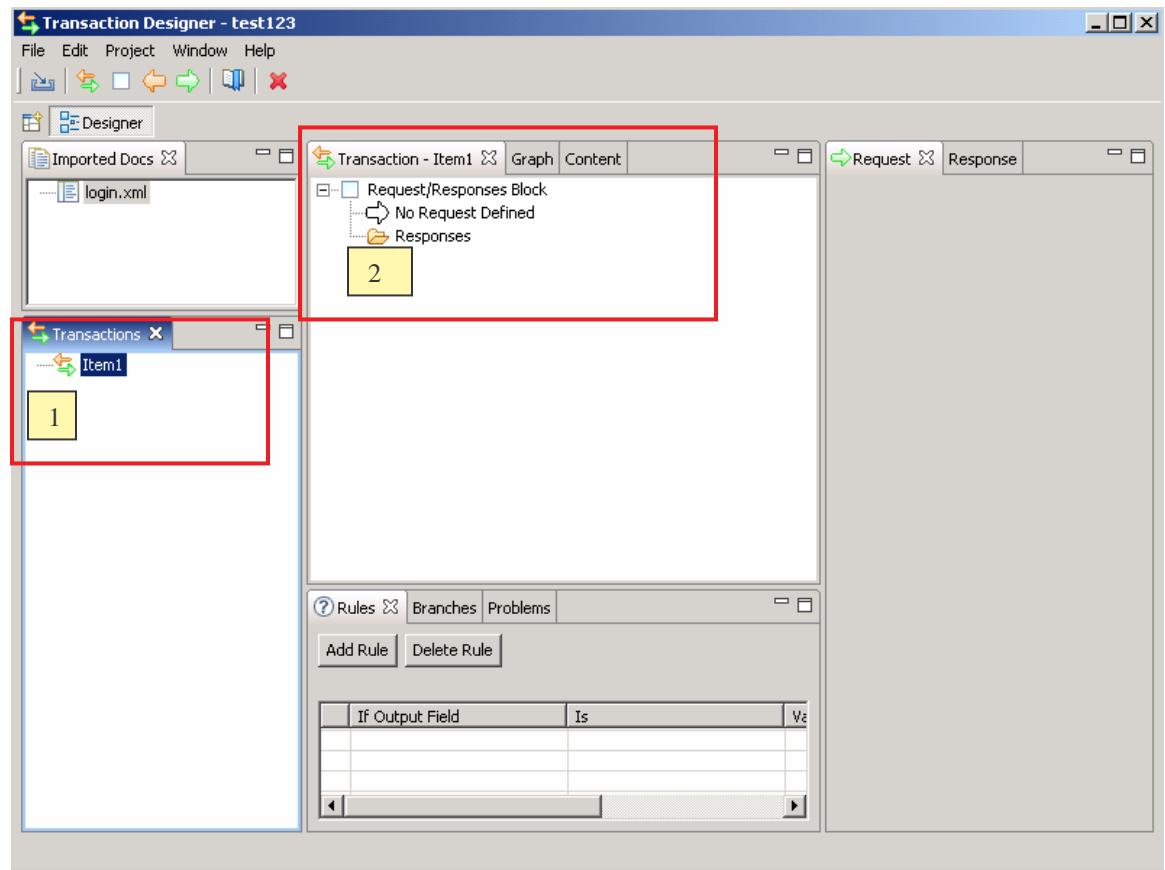 Transaction Designer - test123
File Edit Project Window Help
Designer
Imported Docs
login.xml
Transactions
Item1
1
Transaction - Item1 Graph Content
Request/Responses Block
No Request Defined
Responses
2
Rules Branches Problems
Add Rule Delete Rule
If Output Field Is Va
Request Response